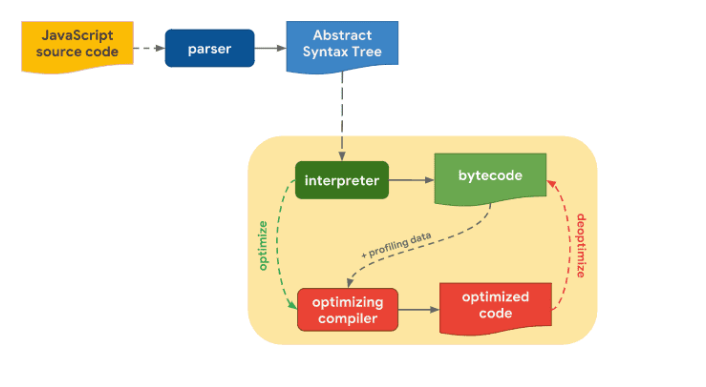 JavaScript
source code
parser
Abstract
Syntax Tree
interpreter
bytecode
optimize
+ profiling data
deoptimize
optimizing
compiler
optimized
code